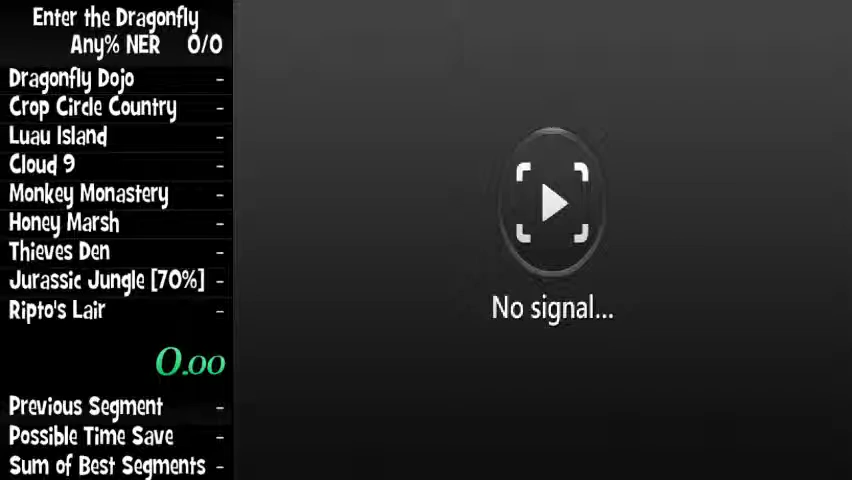 Enter the Dragonfly
Any% NER 0/0
Dragonfly Dojo -
Crop Circle Country -
Luau Island -
Cloud 9 -
Monkey Monastery -
Honey Marsh -
Thieves Den -
Jurassic Jungle [70%] -
Ripto's Lair -
0.00
Previous Segment -
Possible Time Save -
Sum of Best Segments -
No signal...